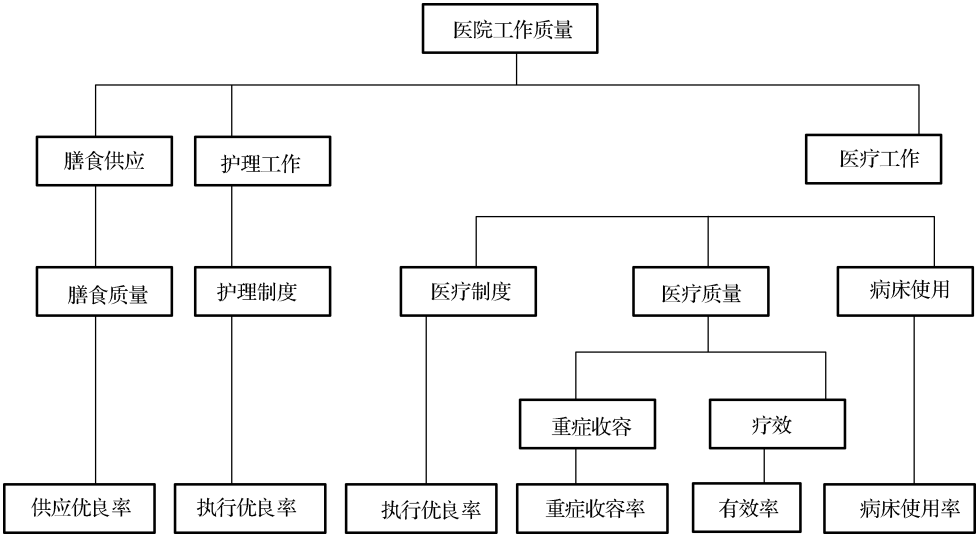 医院工作质量
膳食供应
护理工作
医疗工作
膳食质量
护理制度
医疗制度
医疗质量
病床使用
重症收容
疗效
供应优良率
执行优良率
执行优良率
重症收容率
有效率
病床使用率